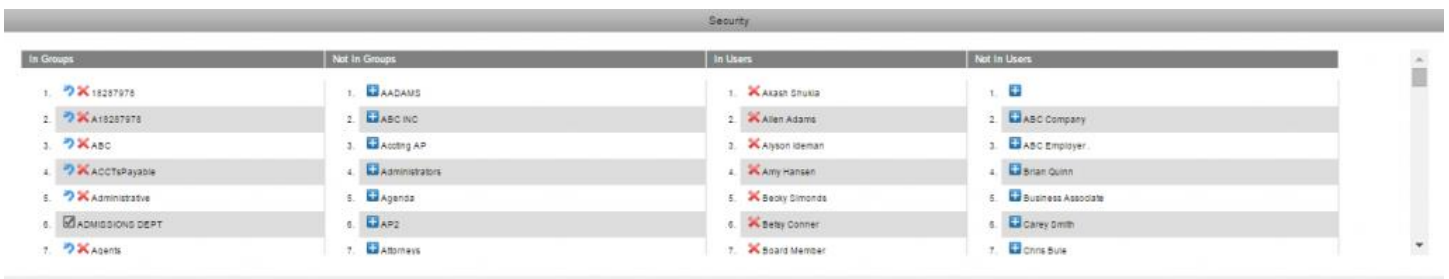 Security
In Groups Not In Groups In Users Not In Users
1. 18287978 1. AADAMS 1. Akash Shukla 1.
2. A18287978 2. ABC INC 2. Allen Adams 2. ABC Company
3. ABC 3. Accting AP 3. Alyson Ideman 3. ABC Employer.
4. ACCTsPayable 4. Administrators 4. Amy Hansen 4. Brian Quinn
5. Administrative 5. Agenda 5. Becky Simonds 5. Business Associate
6. ADMISSIONS DEPT 6. AP2 6. Betsy Conner 6. Carey Smith
7. Agents 7. Attorneys 7. Board Member 7. Chris Buie